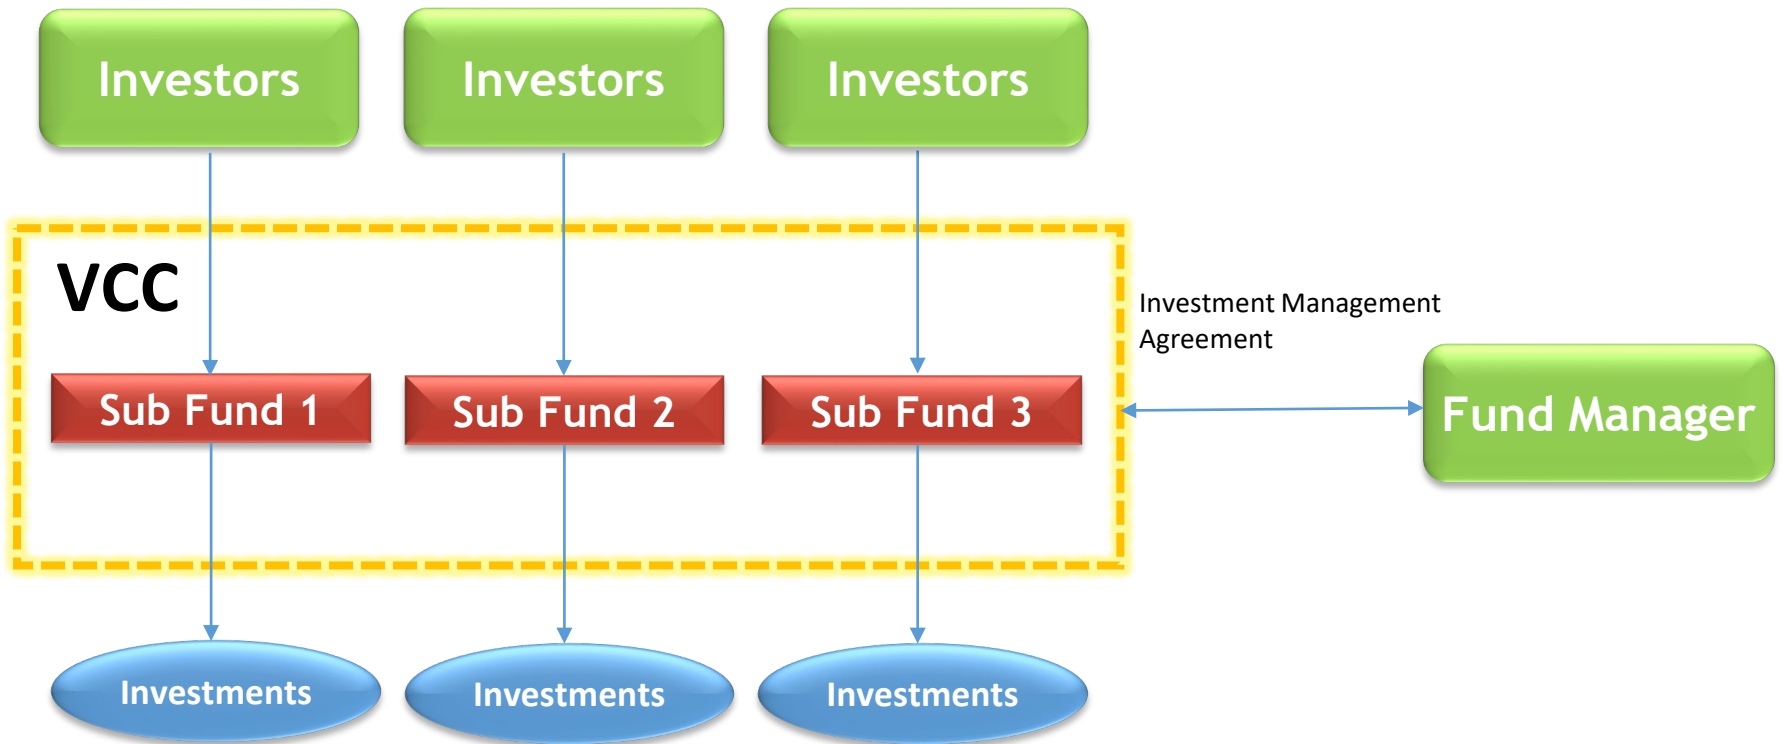 Investors
Investors
Investors
VCC
Investment Management
Agreement
Sub Fund 1
Sub Fund 2
Sub Fund 3
Fund Manager
Investments
Investments
Investments